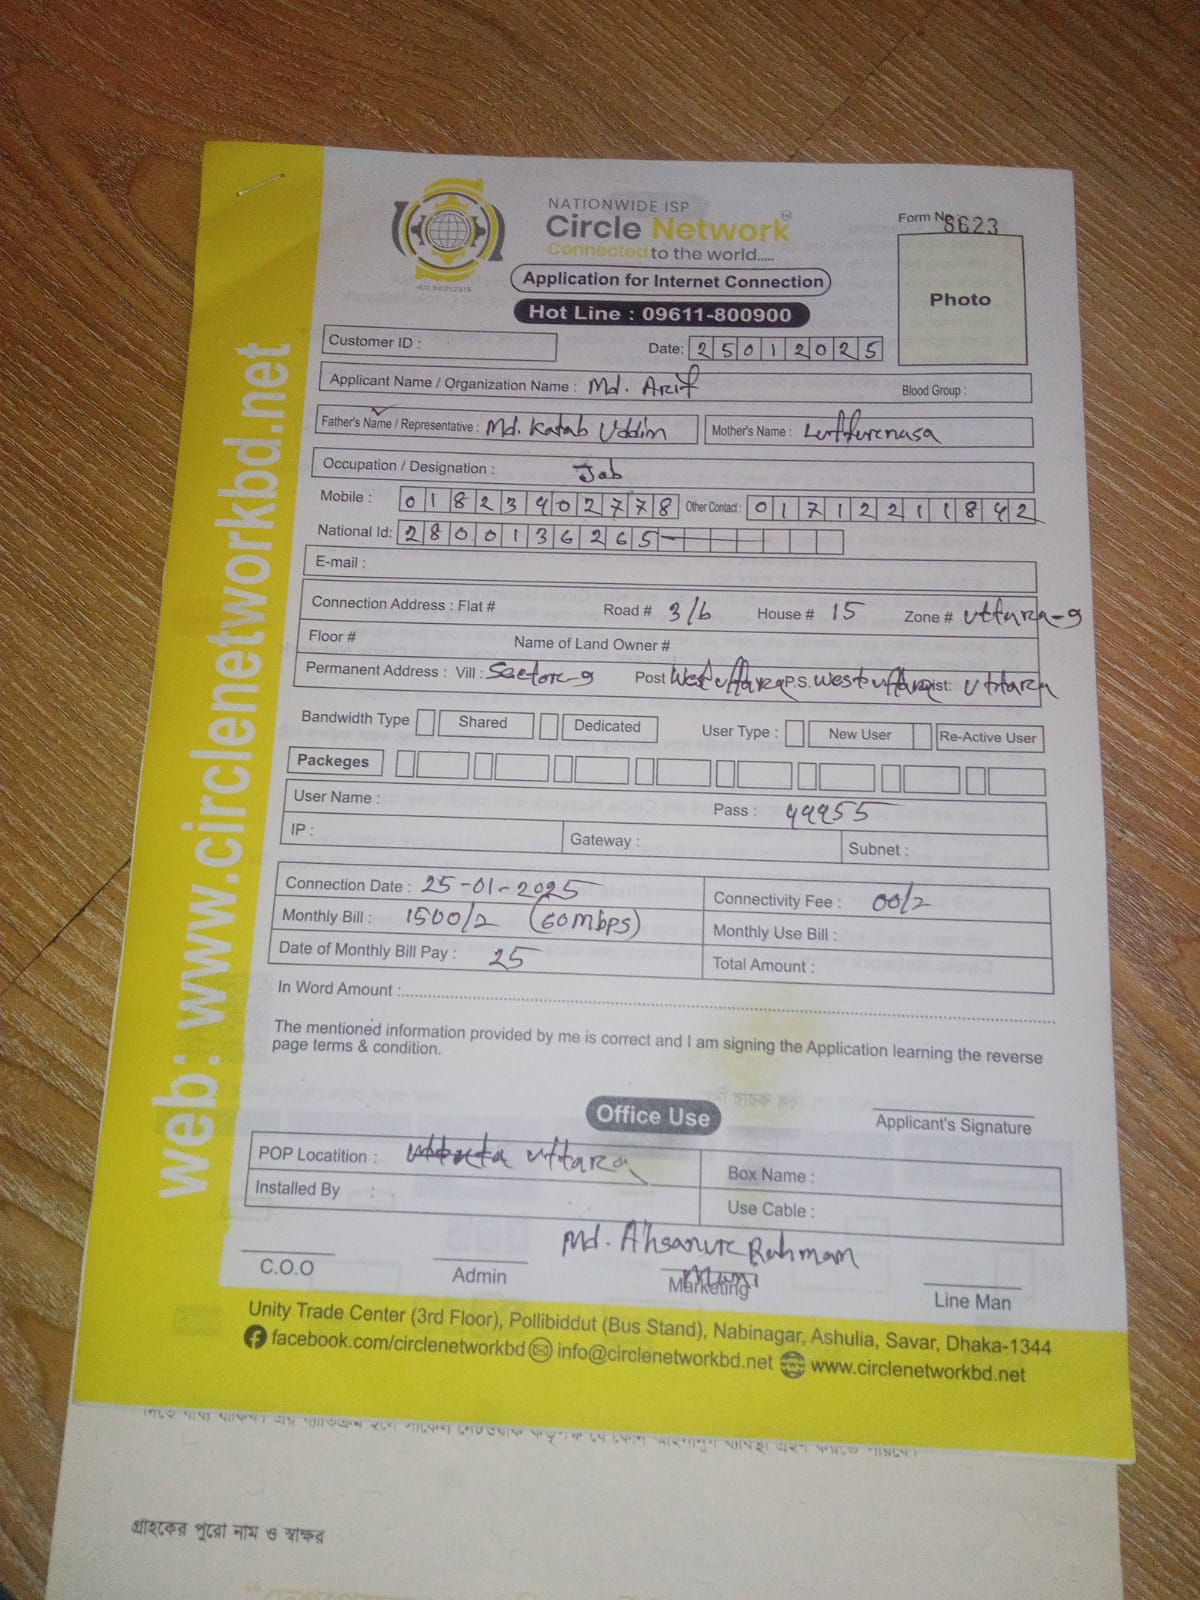 NATIONWIDE ISP
Circle Network™
Connected to the world.....
ISO 9001:2015
Form No 8623
Photo
Application for Internet Connection
Hot Line : 09611-800900
Customer ID :
Date: 25012025
Applicant Name / Organization Name : Md. Arif Blood Group :
Father's Name / Representative : Md. Katab Uddin Mother's Name : Lutfurnasa
Occupation / Designation : Job
Mobile : 01823402778 Other Contact : 01712211842
National Id: 2800136265
E-mail :
Connection Address : Flat # Road # 3/b House # 15 Zone # Uttara-9
Floor # Name of Land Owner #
Permanent Address : Vill : Sector-9 Post West uttara P.S. West uttara Dist: Uttara
Bandwidth Type Shared Dedicated User Type : New User Re-Active User
Packeges
User Name : Pass : 49955
IP : Gateway : Subnet :
Connection Date : 25-01-2025 Connectivity Fee : 00/2
Monthly Bill : 1500/2 (60Mbps) Monthly Use Bill :
Date of Monthly Bill Pay : 25 Total Amount :
In Word Amount :
The mentioned information provided by me is correct and I am signing the Application learning the reverse
page terms & condition.
Applicant's Signature
Office Use
POP Locatition : uttara Box Name :
Installed By : Use Cable :
Md. Ahsanur Rahman
C.O.O Admin Marketing Line Man
Unity Trade Center (3rd Floor), Pollibiddut (Bus Stand), Nabinagar, Ashulia, Savar, Dhaka-1344
facebook.com/circlenetworkbd info@circlenetworkbd.net www.circlenetworkbd.net
web: www.circlenetworkbd.net
গ্রাহকের পুরো নাম ও স্বাক্ষর